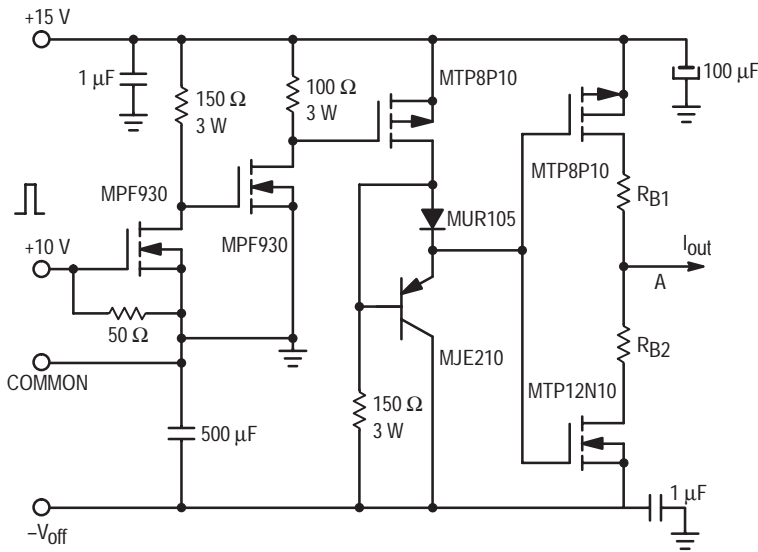 +15 V
1 μF
150 Ω
3 W
100 Ω
3 W
MTP8P10
100 μF
MTP8P10
MPF930
MPF930
RB1
MUR105
+10 V
Iout
A
50 Ω
COMMON
MJE210
RB2
MTP12N10
500 μF
150 Ω
3 W
1 μF
–Voff